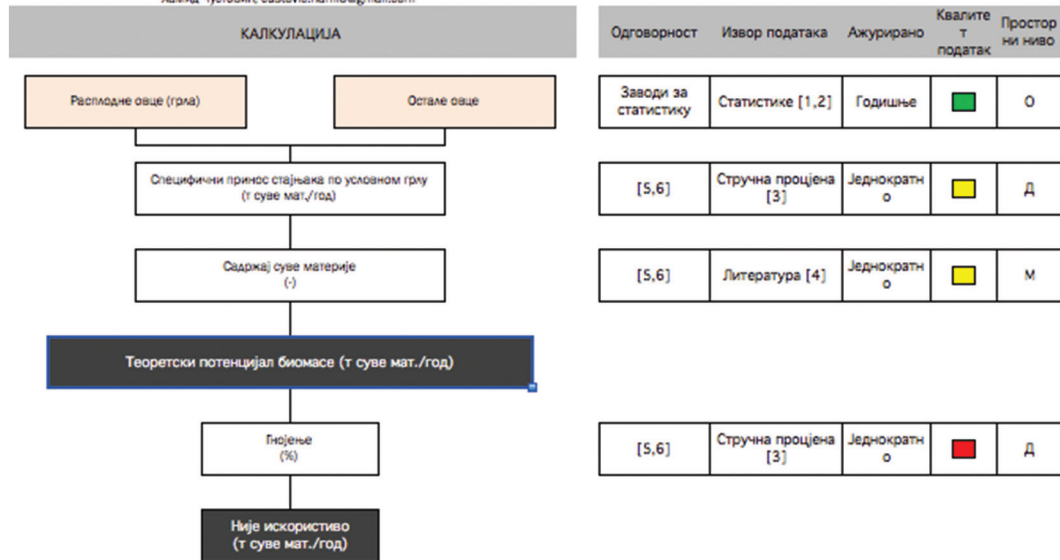 КАЛКУЛАЦИЈА
Одговорност
Извор података
Ажурирано
Квалите
т
податак
Простор
ни ниво
Расплодне овце (грла)
Остале овце
Заводи за
статистику
Статистике [1,2]
Годишње
О
Специфични принос стајњака по условном грлу
(т суве мат./год)
[5,6]
Стручна процјена
[3]
Једнократн
о
Д
Садржај суве материје
(-)
[5,6]
Литература [4]
Једнократн
о
М
Теоретски потенцијал биомасе (т суве мат./год)
Гнојење
(%)
[5,6]
Стручна процјена
[3]
Једнократн
о
Д
Није искористиво
(т суве мат./год)